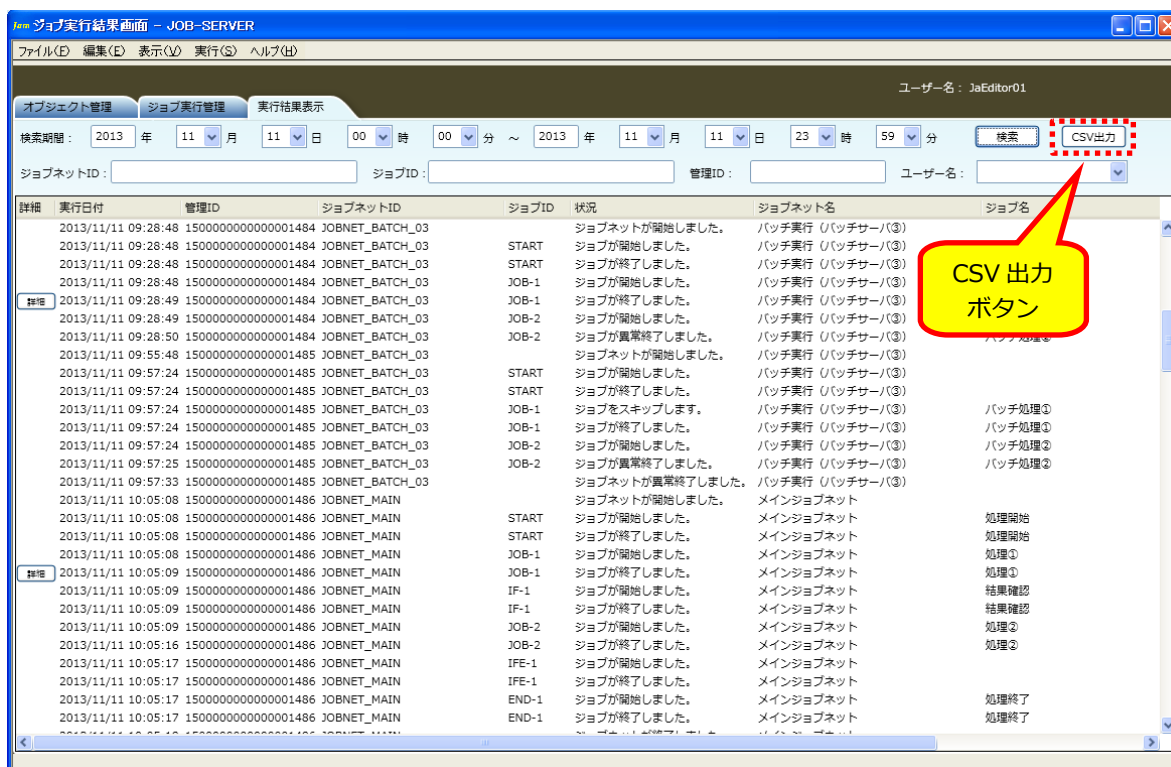 Jam ジョブ実行結果画面 - JOB-SERVER
ファイル(F) 編集(E) 表示(V) 実行(S) ヘルプ(H)
ユーザー名 : JaEditor01
オブジェクト管理 ジョブ実行管理 実行結果表示
検索期間 : 2013 年 11 月 11 日 00 時 00 分 ～ 2013 年 11 月 11 日 23 時 59 分 検索 CSV出力
ジョブネットID : ジョブID : 管理ID : ユーザー名 :
詳細 実行日付 管理ID ジョブネットID ジョブID 状況 ジョブネット名 ジョブ名
2013/11/11 09:28:48 1500000000000001484 JOBNET_BATCH_03 ジョブネットが開始しました。 バッチ実行 (バッチサーバ③)
2013/11/11 09:28:48 1500000000000001484 JOBNET_BATCH_03 START ジョブが開始しました。 バッチ実行 (バッチサーバ③)
2013/11/11 09:28:48 1500000000000001484 JOBNET_BATCH_03 START ジョブが終了しました。 バッチ実行 (バッチサーバ③)
2013/11/11 09:28:48 1500000000000001484 JOBNET_BATCH_03 JOB-1 ジョブが開始しました。 バッチ実行 (バッチサーバ③)
詳細 2013/11/11 09:28:49 1500000000000001484 JOBNET_BATCH_03 JOB-1 ジョブが終了しました。 バッチ実行 (バッチサーバ③)
2013/11/11 09:28:49 1500000000000001484 JOBNET_BATCH_03 JOB-2 ジョブが開始しました。 バッチ実行 (バッチサーバ③)
2013/11/11 09:28:50 1500000000000001484 JOBNET_BATCH_03 JOB-2 ジョブが異常終了しました。 バッチ実行 (バッチサーバ③)
2013/11/11 09:55:48 1500000000000001485 JOBNET_BATCH_03 ジョブネットが開始しました。 バッチ実行 (バッチサーバ③)
2013/11/11 09:57:24 1500000000000001485 JOBNET_BATCH_03 START ジョブが開始しました。 バッチ実行 (バッチサーバ③)
2013/11/11 09:57:24 1500000000000001485 JOBNET_BATCH_03 START ジョブが終了しました。 バッチ実行 (バッチサーバ③)
2013/11/11 09:57:24 1500000000000001485 JOBNET_BATCH_03 JOB-1 ジョブをスキップします。 バッチ実行 (バッチサーバ③) バッチ処理①
2013/11/11 09:57:24 1500000000000001485 JOBNET_BATCH_03 JOB-1 ジョブが終了しました。 バッチ実行 (バッチサーバ③) バッチ処理①
2013/11/11 09:57:24 1500000000000001485 JOBNET_BATCH_03 JOB-2 ジョブが開始しました。 バッチ実行 (バッチサーバ③) バッチ処理②
2013/11/11 09:57:25 1500000000000001485 JOBNET_BATCH_03 JOB-2 ジョブが異常終了しました。 バッチ実行 (バッチサーバ③) バッチ処理②
2013/11/11 09:57:33 1500000000000001485 JOBNET_BATCH_03 ジョブネットが異常終了しました。 バッチ実行 (バッチサーバ③)
2013/11/11 10:05:08 1500000000000001486 JOBNET_MAIN ジョブネットが開始しました。 メインジョブネット
2013/11/11 10:05:08 1500000000000001486 JOBNET_MAIN START ジョブが開始しました。 メインジョブネット 処理開始
2013/11/11 10:05:08 1500000000000001486 JOBNET_MAIN START ジョブが終了しました。 メインジョブネット 処理開始
2013/11/11 10:05:08 1500000000000001486 JOBNET_MAIN JOB-1 ジョブが開始しました。 メインジョブネット 処理①
詳細 2013/11/11 10:05:09 1500000000000001486 JOBNET_MAIN JOB-1 ジョブが終了しました。 メインジョブネット 処理①
2013/11/11 10:05:09 1500000000000001486 JOBNET_MAIN IF-1 ジョブが開始しました。 メインジョブネット 結果確認
2013/11/11 10:05:09 1500000000000001486 JOBNET_MAIN IF-1 ジョブが終了しました。 メインジョブネット 結果確認
2013/11/11 10:05:09 1500000000000001486 JOBNET_MAIN JOB-2 ジョブが開始しました。 メインジョブネット 処理②
2013/11/11 10:05:16 1500000000000001486 JOBNET_MAIN JOB-2 ジョブが終了しました。 メインジョブネット 処理②
2013/11/11 10:05:17 1500000000000001486 JOBNET_MAIN IFE-1 ジョブが開始しました。 メインジョブネット
2013/11/11 10:05:17 1500000000000001486 JOBNET_MAIN IFE-1 ジョブが終了しました。 メインジョブネット
2013/11/11 10:05:17 1500000000000001486 JOBNET_MAIN END-1 ジョブが開始しました。 メインジョブネット 処理終了
2013/11/11 10:05:17 1500000000000001486 JOBNET_MAIN END-1 ジョブが終了しました。 メインジョブネット 処理終了
CSV 出力
ボタン